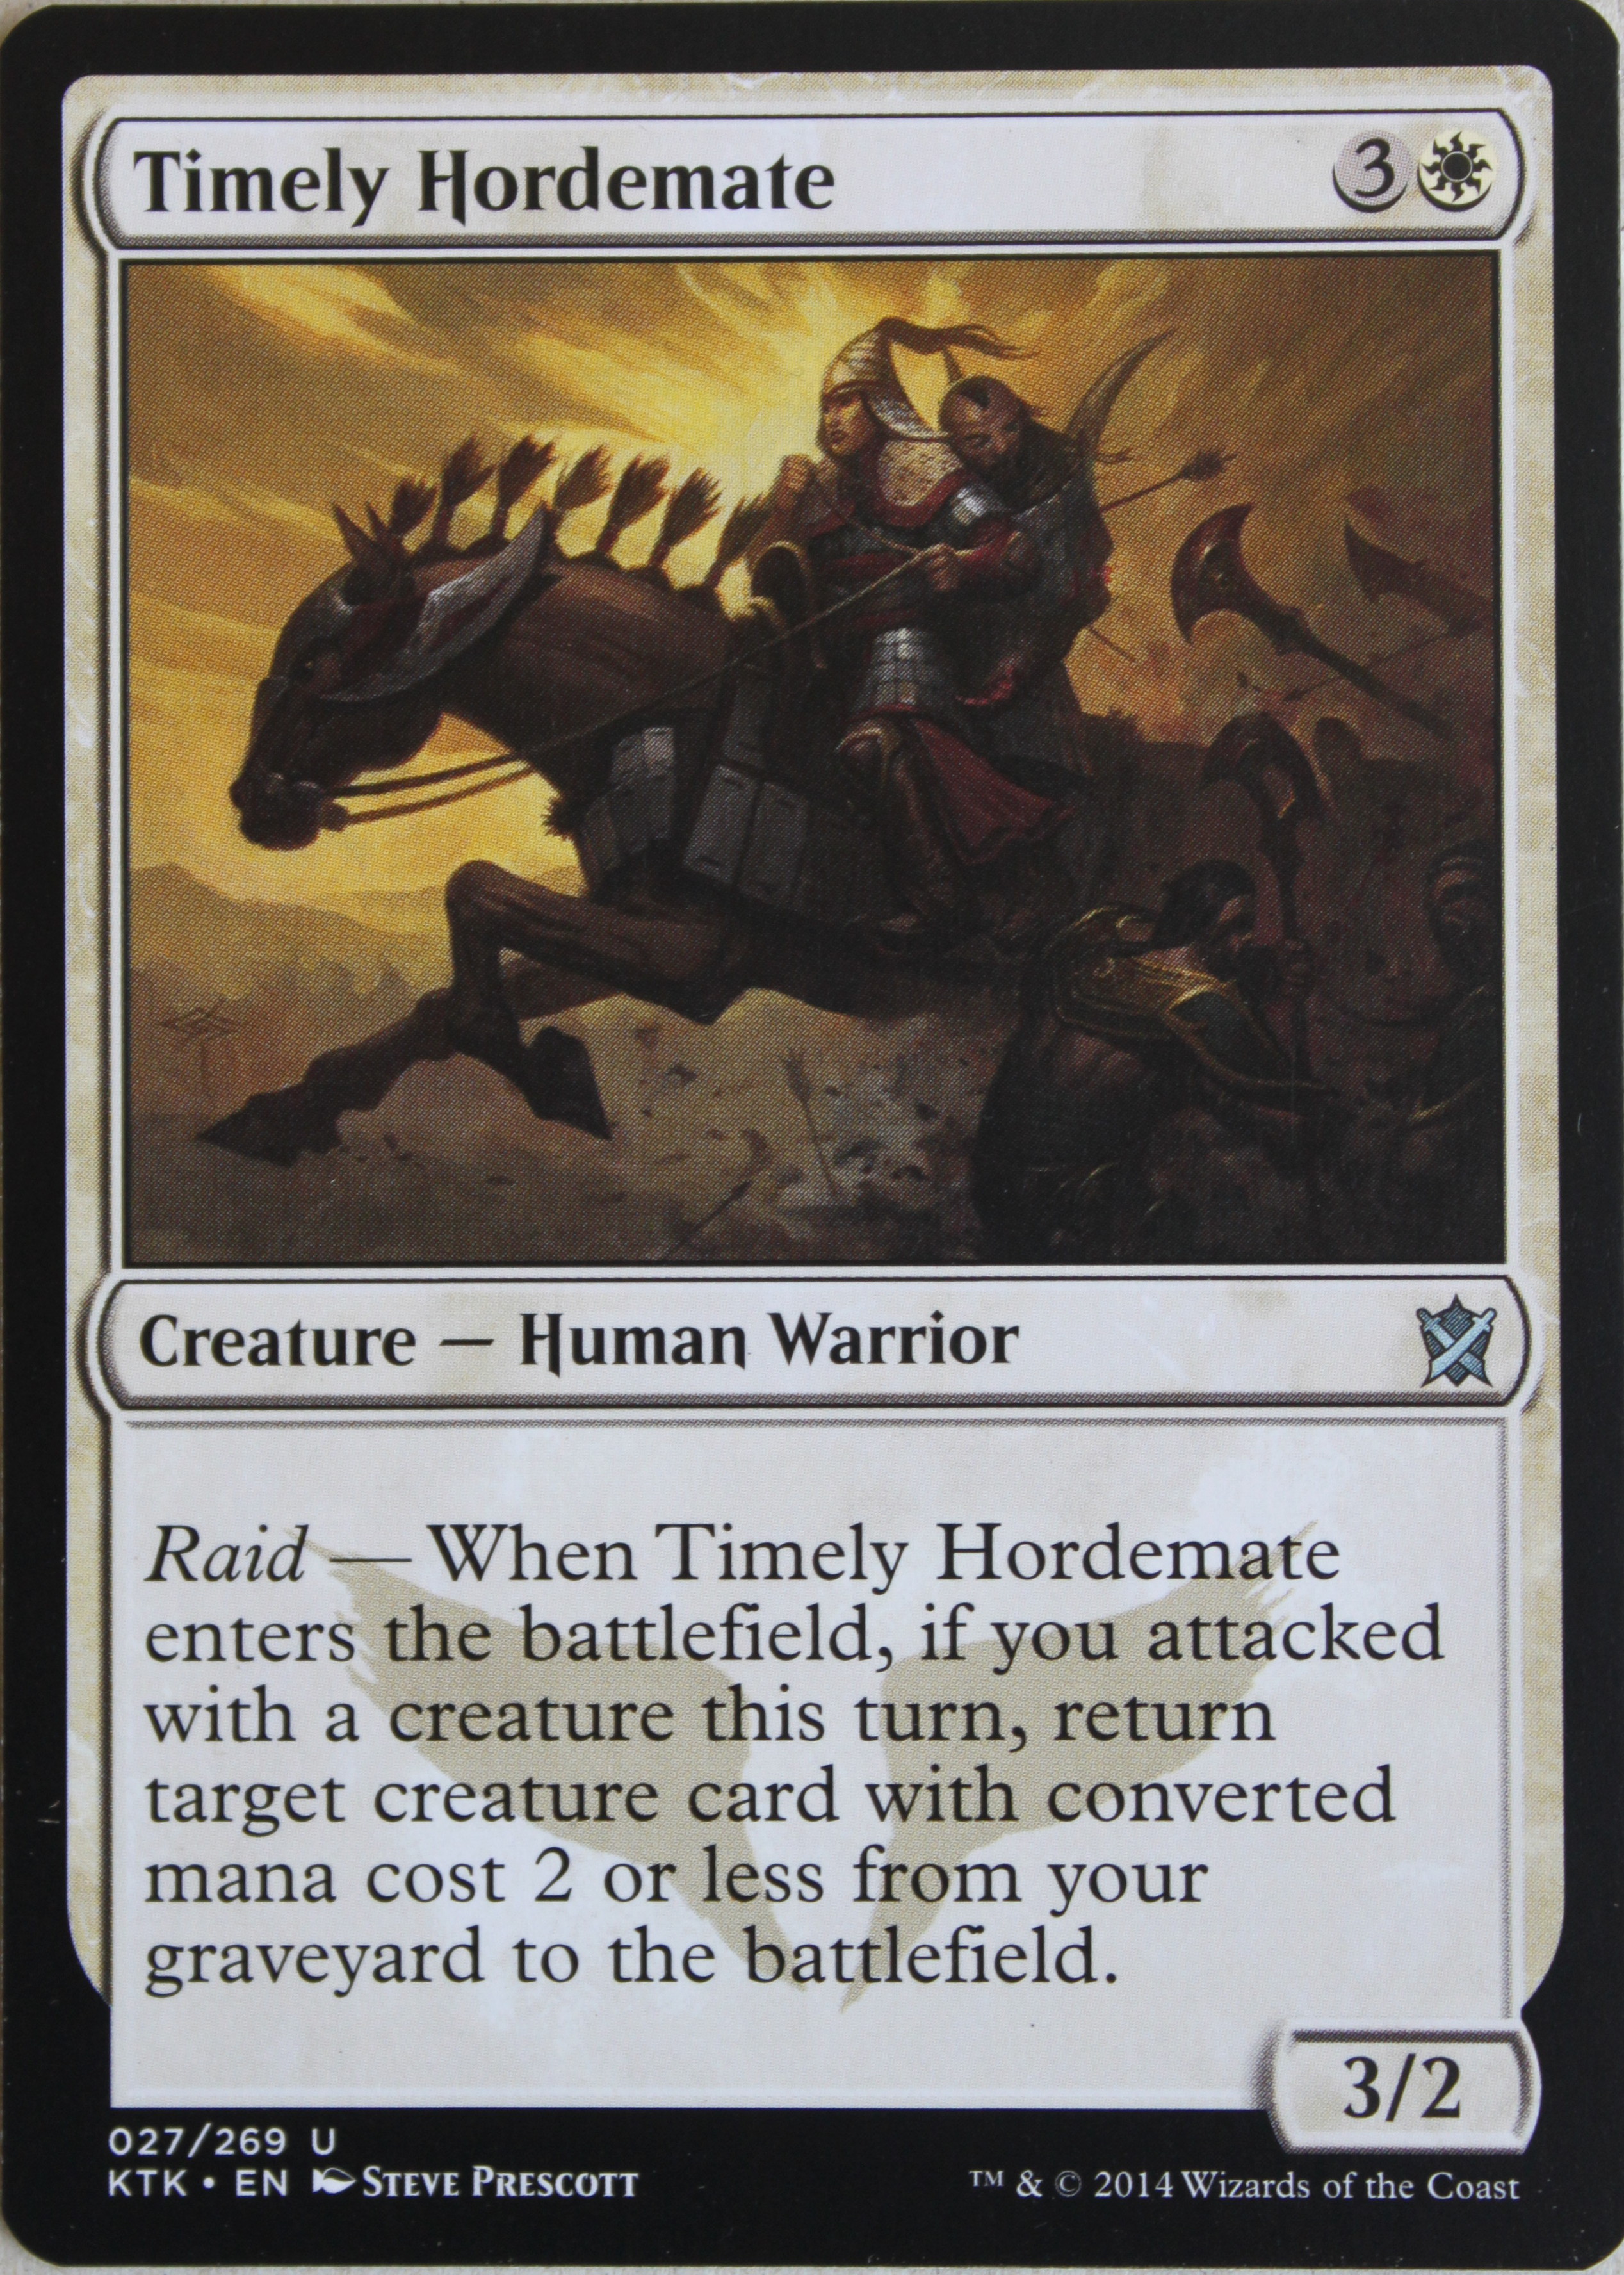 Timely Hordemate 3
Creature — Human Warrior
Raid — When Timely Hordemate
enters the battlefield, if you attacked
with a creature this turn, return
target creature card with converted
mana cost 2 or less from your
graveyard to the battlefield.
3/2
027/269 U
KTK • EN STEVE PRESCOTT
™ & © 2014 Wizards of the Coast